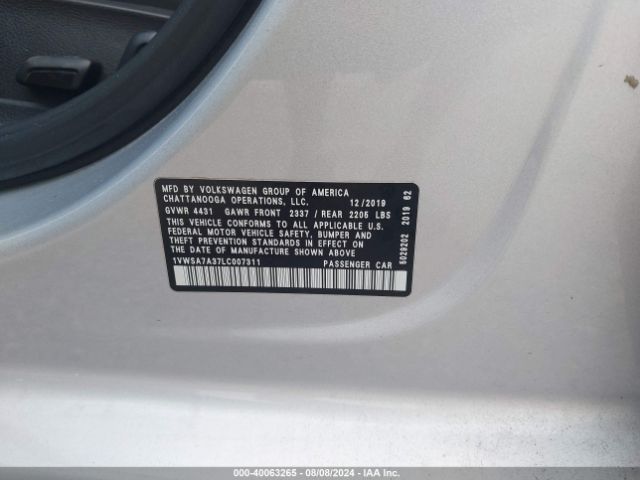 MFD BY VOLKSWAGEN GROUP OF AMERICA
CHATTANOOGA OPERATIONS, LLC. 12/2019
GVWR 4431 GAWR FRONT 2337 / REAR 2205 LBS
THIS VEHICLE CONFORMS TO ALL APPLICABLE U.S.
FEDERAL MOTOR VEHICLE SAFETY, BUMPER AND
THEFT PREVENTION STANDARDS IN EFFECT ON THE
DATE OF MANUFACTURE SHOWN ABOVE
1VWSA7A37LC007311 PASSENGER CAR
5029202 2019 62
000-40063265 - 08/08/2024 - IAA Auctions